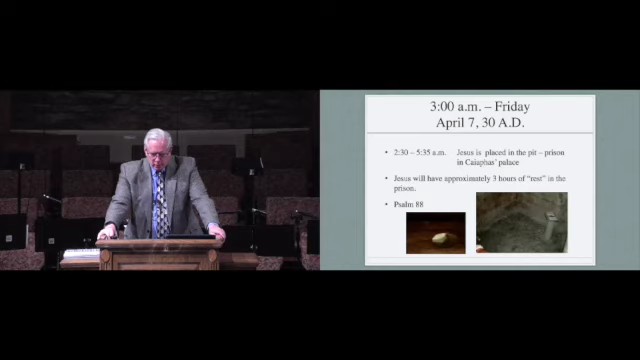 3:00 a.m. – Friday
April 7, 30 A.D.
• 2:30 – 5:35 a.m. Jesus is placed in the pit – prison
in Caiaphas' palace
• Jesus will have approximately 3 hours of “rest” in the
prison.
• Psalm 88